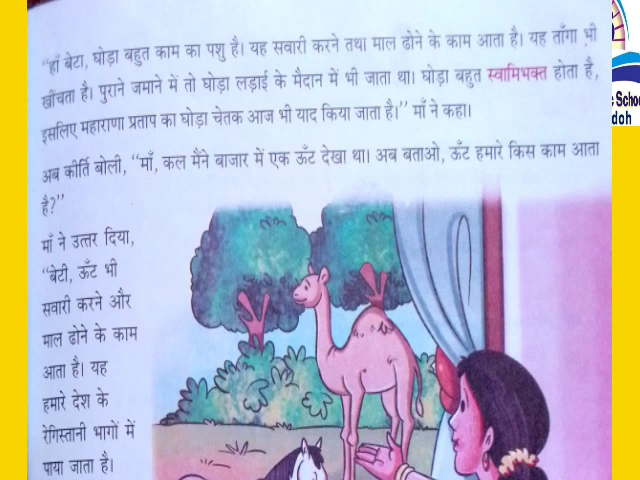 “हाँ बेटा, घोड़ा बहुत काम का पशु है। यह सवारी करने तथा माल ढोने के काम आता है। यह ताँगा भी
खींचता है। पुराने जमाने में तो घोड़ा लड़ाई के मैदान में भी जाता था। घोड़ा बहुत स्वामिभक्त होता है,
इसलिए महाराणा प्रताप का घोड़ा चेतक आज भी याद किया जाता है।” माँ ने कहा।
अब कीर्ति बोली, “माँ, कल मैंने बाजार में एक ऊँट देखा था। अब बताओ, ऊँट हमारे किस काम आता
है?”
माँ ने उत्तर दिया,
“बेटी, ऊँट भी
सवारी करने और
माल ढोने के काम
आता है। यह
हमारे देश के
रेगिस्तानी भागों में
पाया जाता है।
c School
doh